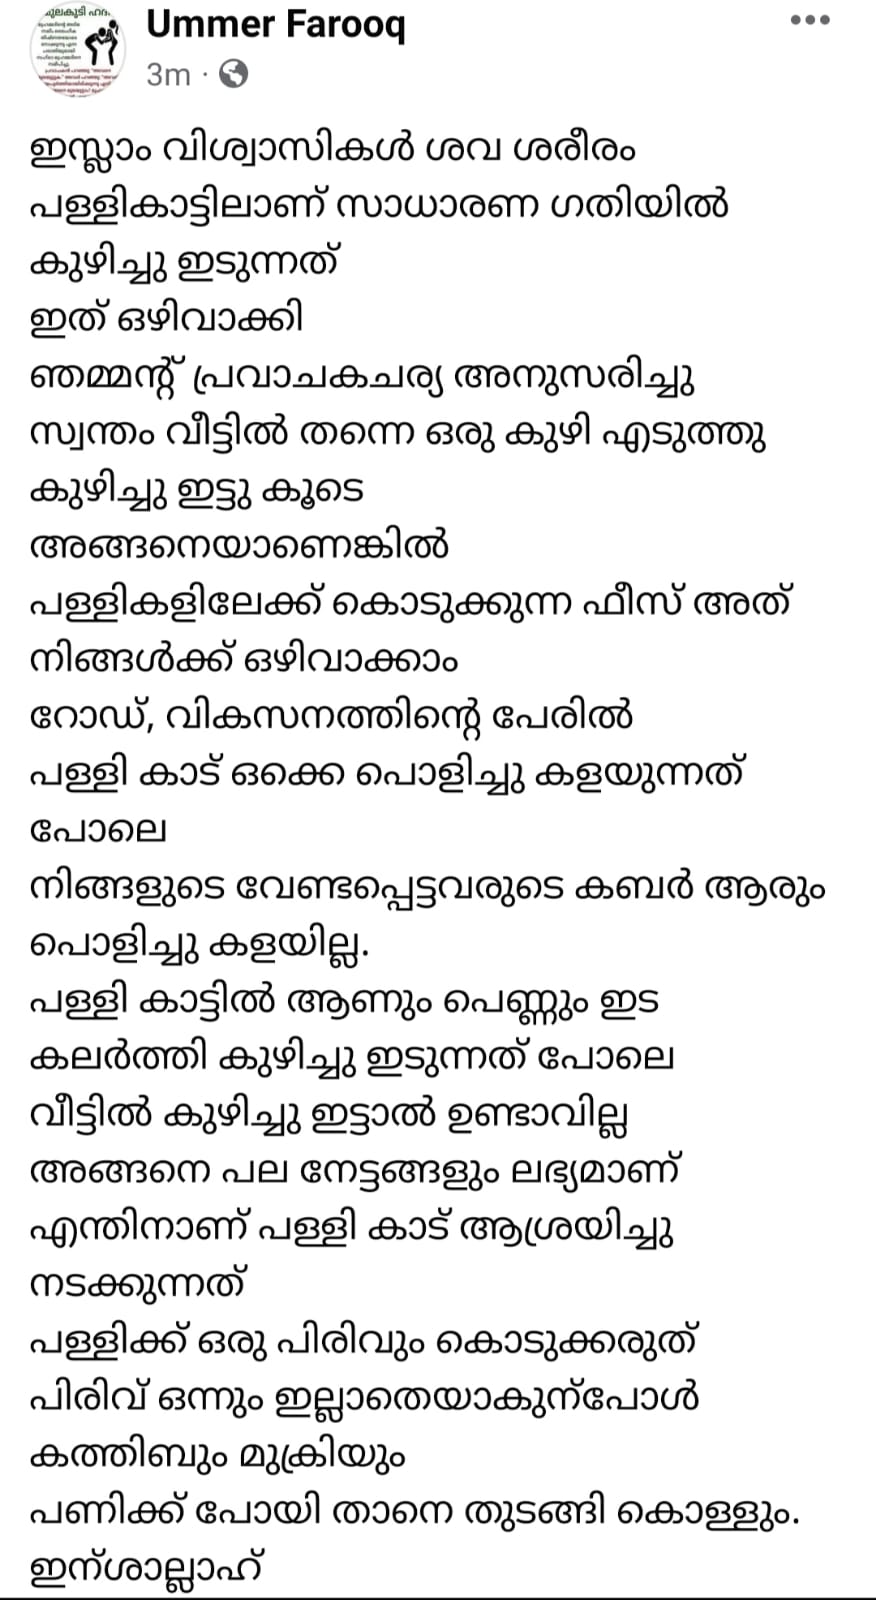 Ummer Farooq
3m ·
ഇസ്ലാം വിശ്വാസികൾ ശവ ശരീരം
പള്ളികാട്ടിലാണ് സാധാരണ ഗതിയിൽ
കുഴിച്ചു ഇടുന്നത്
ഇത് ഒഴിവാക്കി
ഞമ്മന്റ് പ്രവാചകചര്യ അനുസരിച്ചു
സ്വന്തം വീട്ടിൽ തന്നെ ഒരു കുഴി എടുത്തു
കുഴിച്ചു ഇട്ടു കൂടെ
അങ്ങനെയാണെങ്കിൽ
പള്ളികളിലേക്ക് കൊടുക്കുന്ന ഫീസ് അത്
നിങ്ങൾക്ക് ഒഴിവാക്കാം
റോഡ്, വികസനത്തിന്റെ പേരിൽ
പള്ളി കാട് ഒക്കെ പൊളിച്ചു കളയുന്നത്
പോലെ
നിങ്ങളുടെ വേണ്ടപ്പെട്ടവരുടെ കബർ ആരും
പൊളിച്ചു കളയില്ല.
പള്ളി കാട്ടിൽ ആണും പെണ്ണും ഇട
കലർത്തി കുഴിച്ചു ഇടുന്നത് പോലെ
വീട്ടിൽ കുഴിച്ചു ഇട്ടാൽ ഉണ്ടാവില്ല
അങ്ങനെ പല നേട്ടങ്ങളും ലഭ്യമാണ്
എന്തിനാണ് പള്ളി കാട് ആശ്രയിച്ചു
നടക്കുന്നത്
പള്ളിക്ക് ഒരു പിരിവും കൊടുക്കരുത്
പിരിവ് ഒന്നും ഇല്ലാതെയാകുന്പോൾ
കത്തിബും മുക്രിയും
പണിക്ക് പോയി താനെ തുടങ്ങി കൊള്ളും.
ഇന്ശാല്ലാഹ്